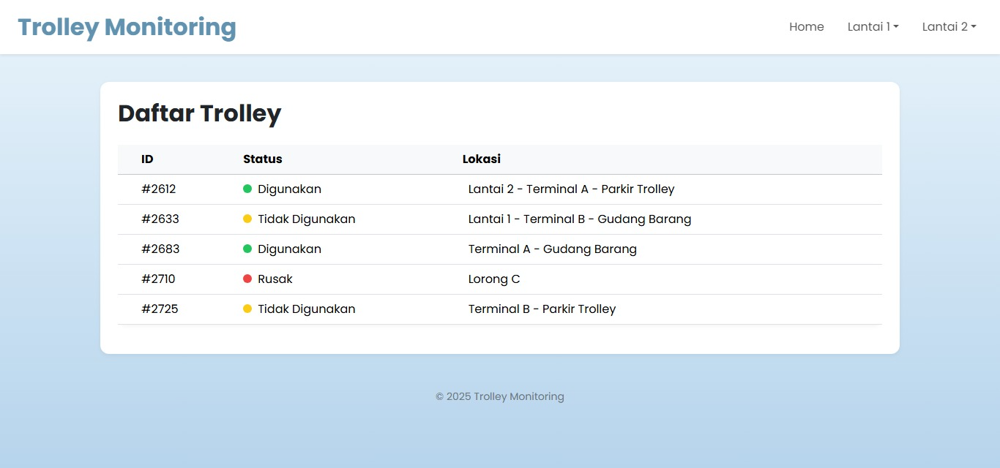 Trolley Monitoring
Home Lantai 1 Lantai 2
Daftar Trolley
ID Status Lokasi
#2612 Digunakan Lantai 2 - Terminal A - Parkir Trolley
#2633 Tidak Digunakan Lantai 1 - Terminal B - Gudang Barang
#2683 Digunakan Terminal A - Gudang Barang
#2710 Rusak Lorong C
#2725 Tidak Digunakan Terminal B - Parkir Trolley
© 2025 Trolley Monitoring